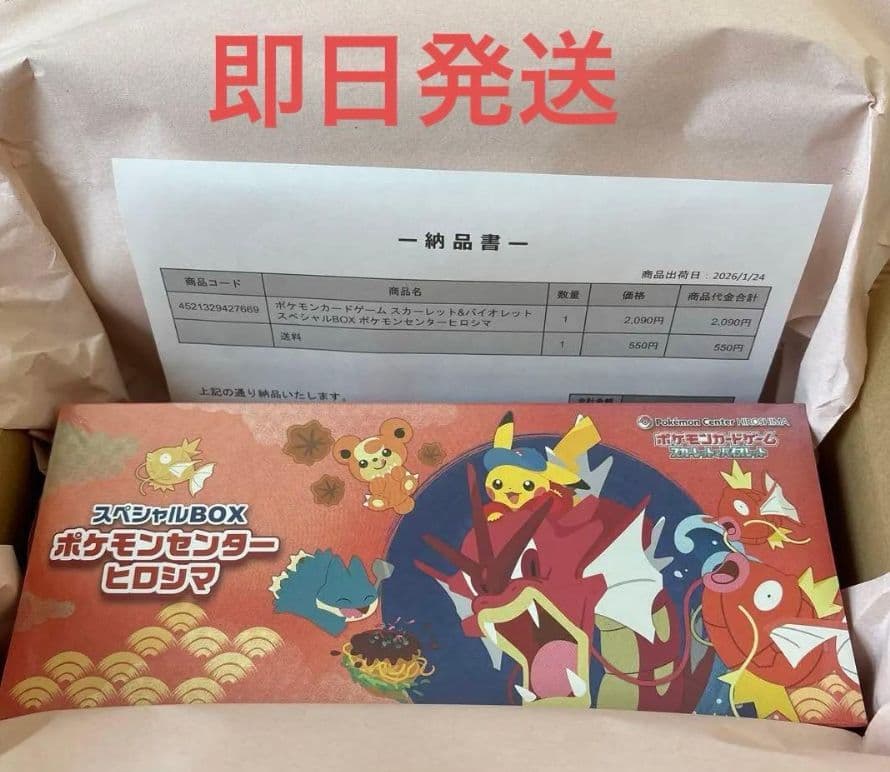 即日発送
ー 納 品 書 ー
商品出荷日：2026/1/24
商品コード 商品名 数量 価格 商品代金合計
4521329427669 ポケモンカードゲーム スカーレット&バイオレット スペシャルBOX ポケモンセンターヒロシマ 1 2,090円 2,090円
送料 1 550円 550円
上記の通り納品いたします。
合計金額
Pokémon Center HIROSHIMA
ポケモンカードゲーム
スカーレット&バイオレット
スペシャルBOX
ポケモンセンター
ヒロシマ